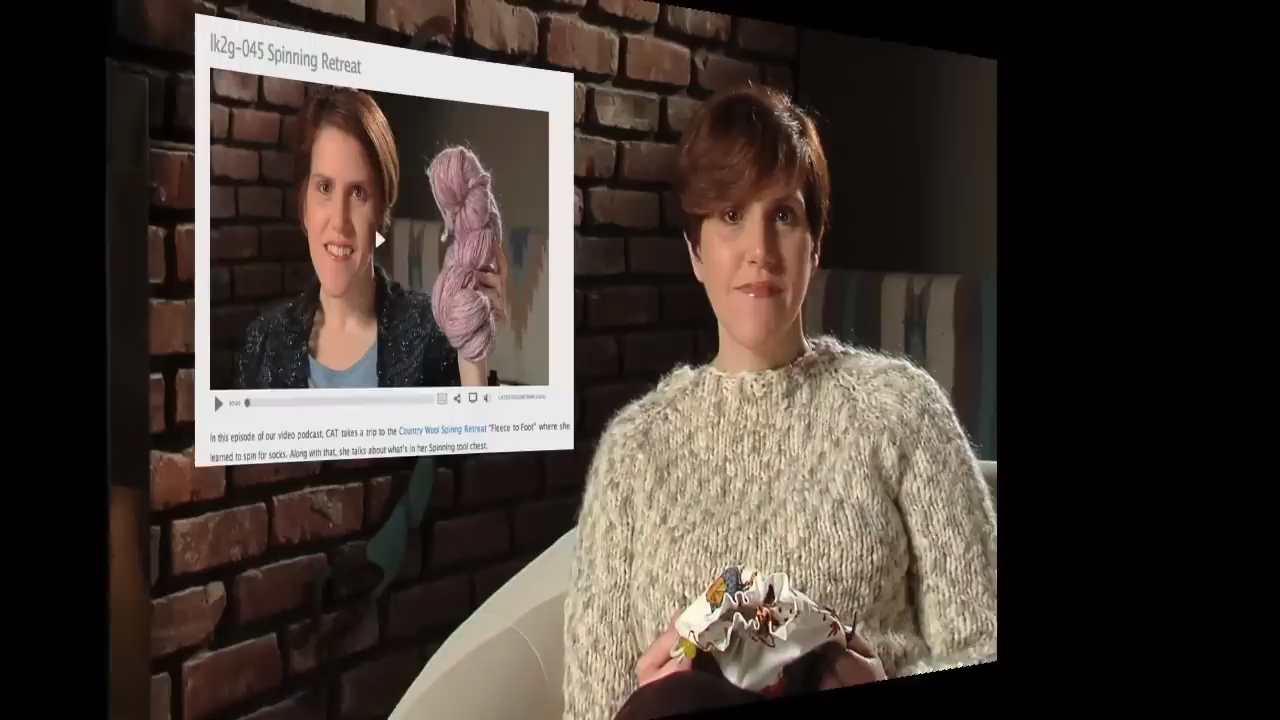 lk2g-045 Spinning Retreat
00:00
In this episode of our video podcast, CAT takes a trip to the Country Wool Spinng Retreat "Fleece to Foot" where she
learned to spin for socks. Along with that, she talks about what's in her Spinning tool chest.